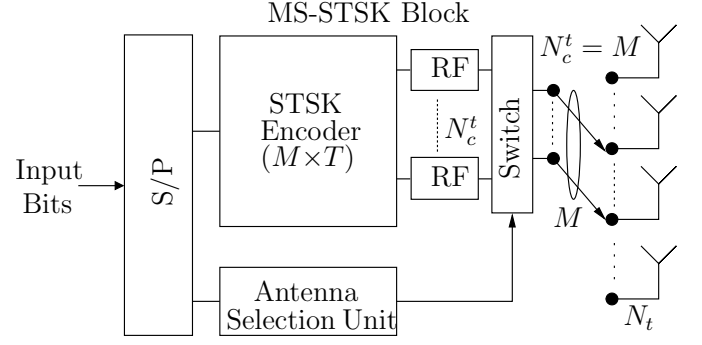 MS-STSK Block
Input
Bits
S/P
STSK
Encoder
(M×T)
RF
N_c^t
RF
Switch
N_c^t = M
M
N_t
Antenna
Selection Unit